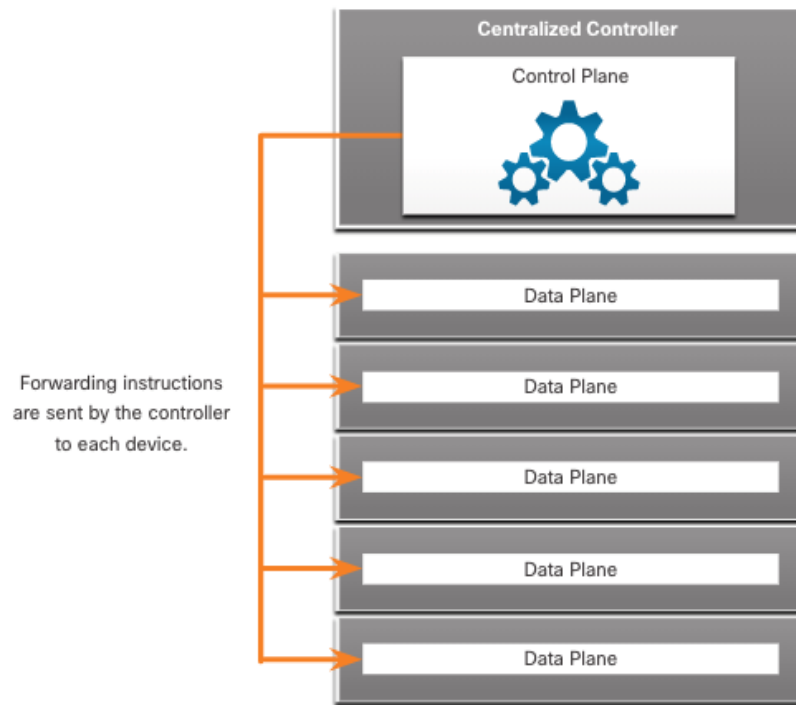 Centralized Controller
Control Plane
Data Plane
Data Plane
Forwarding instructions
are sent by the controller
to each device.
Data Plane
Data Plane
Data Plane